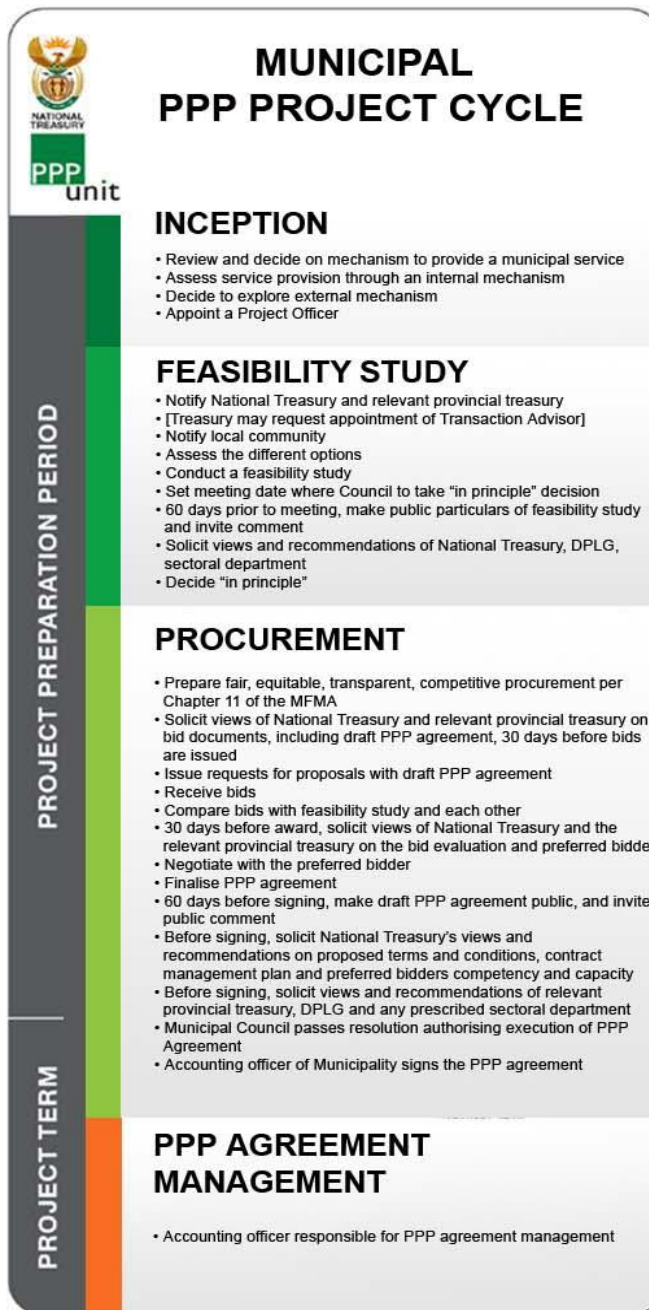 NATIONAL
TREASURY
PPP
unit
MUNICIPAL
PPP PROJECT CYCLE
INCEPTION
• Review and decide on mechanism to provide a municipal service
• Assess service provision through an internal mechanism
• Decide to explore external mechanism
• Appoint a Project Officer
PROJECT PREPARATION PERIOD
FEASIBILITY STUDY
• Notify National Treasury and relevant provincial treasury
• [Treasury may request appointment of Transaction Advisor]
• Notify local community
• Assess the different options
• Conduct a feasibility study
• Set meeting date where Council to take “in principle” decision
• 60 days prior to meeting, make public particulars of feasibility study
and invite comment
• Solicit views and recommendations of National Treasury, DPLG,
sectoral department
• Decide “in principle”
PROCUREMENT
• Prepare fair, equitable, transparent, competitive procurement per
Chapter 11 of the MFMA
• Solicit views of National Treasury and relevant provincial treasury on
bid documents, including draft PPP agreement, 30 days before bids
are issued
• Issue requests for proposals with draft PPP agreement
• Receive bids
• Compare bids with feasibility study and each other
• 30 days before award, solicit views of National Treasury and the
relevant provincial treasury on the bid evaluation and preferred bidde
• Negotiate with the preferred bidder
• Finalise PPP agreement
• 60 days before signing, make draft PPP agreement public, and invite
public comment
• Before signing, solicit National Treasury’s views and
recommendations on proposed terms and conditions, contract
management plan and preferred bidders competency and capacity
• Before signing, solicit views and recommendations of relevant
provincial treasury, DPLG and any prescribed sectoral department
• Municipal Council passes resolution authorising execution of PPP
Agreement
• Accounting officer of Municipality signs the PPP agreement
PROJECT TERM
PPP AGREEMENT
MANAGEMENT
• Accounting officer responsible for PPP agreement management